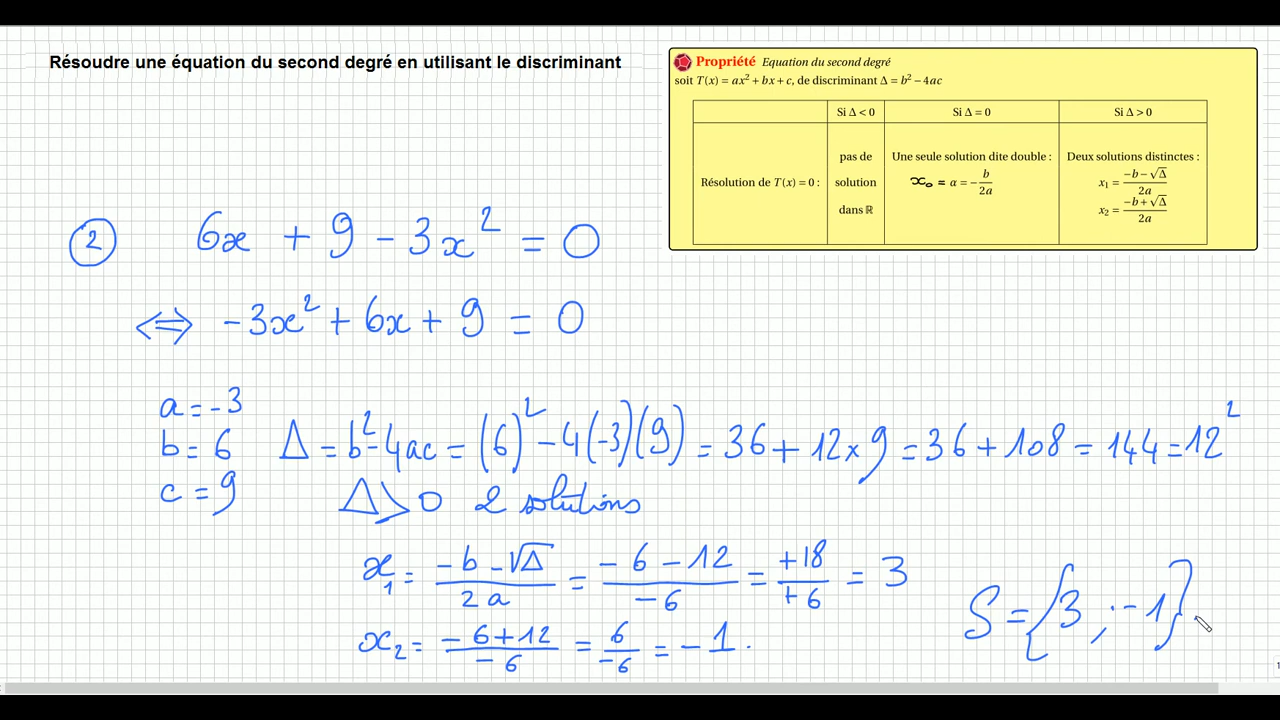 Résoudre une équation du second degré en utilisant le discriminant
Propriété Equation du second degré
soit T(x) = ax² + bx + c, de discriminant Δ = b² − 4ac
Si Δ < 0 Si Δ = 0 Si Δ > 0
Résolution de T(x) = 0 :
pas de
solution
dans ℝ
Une seule solution dite double :
x₀ = α = −b/2a
Deux solutions distinctes :
x₁ = (−b − √Δ)/2a
x₂ = (−b + √Δ)/2a
2 6x + 9 − 3x² = 0
⟺ −3x² + 6x + 9 = 0
a = −3
b = 6
c = 9
Δ = b² − 4ac = (6)² − 4(−3)(9) = 36 + 12 × 9 = 36 + 108 = 144 = 12²
Δ > 0 2 solutions
x₁ = (−b − √Δ)/2a = (−6 − 12)/−6 = +18/+6 = 3
x₂ = (−6 + 12)/−6 = 6/−6 = −1.
S = {3 ; −1}
1